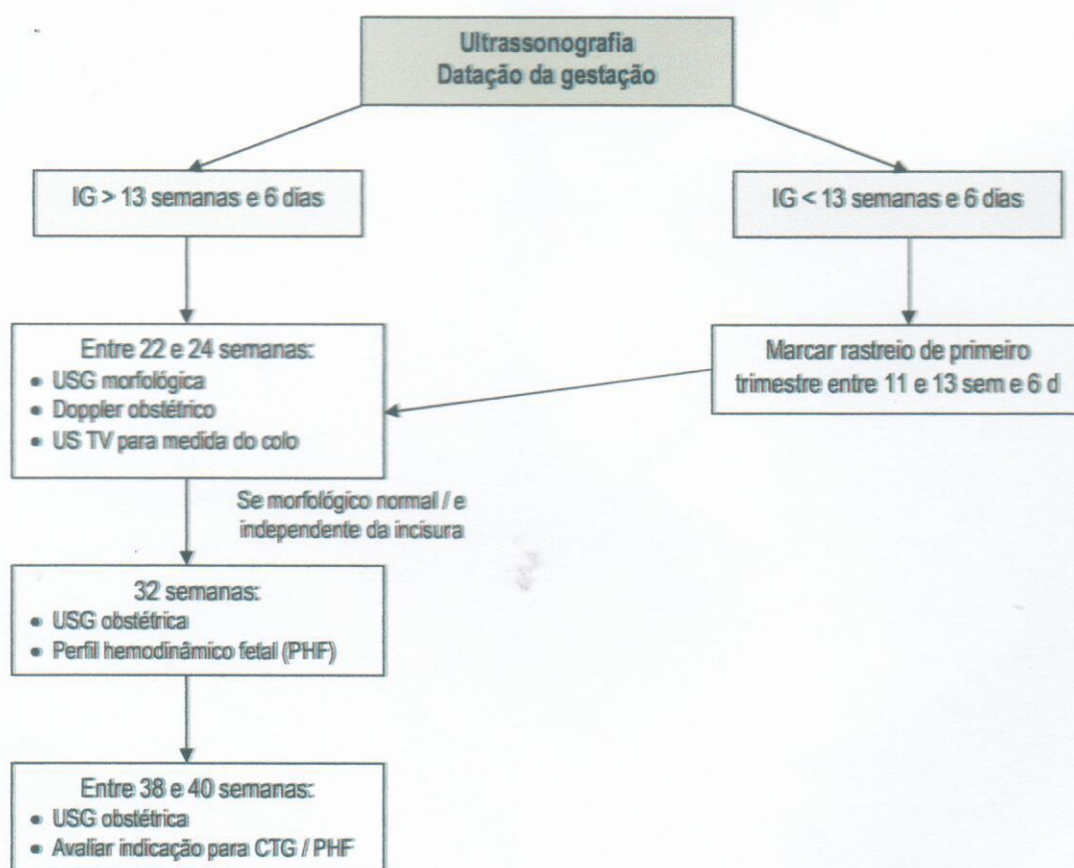 Ultrassonografia
Datação da gestação
IG > 13 semanas e 6 dias
IG < 13 semanas e 6 dias
Entre 22 e 24 semanas:
• USG morfológica
• Doppler obstétrico
• US TV para medida do colo
Marcar rastreio de primeiro
trimestre entre 11 e 13 sem e 6 d
Se morfológico normal / e
independente da incisura
32 semanas:
• USG obstétrica
• Perfil hemodinâmico fetal (PHF)
Entre 38 e 40 semanas:
• USG obstétrica
• Avaliar indicação para CTG / PHF